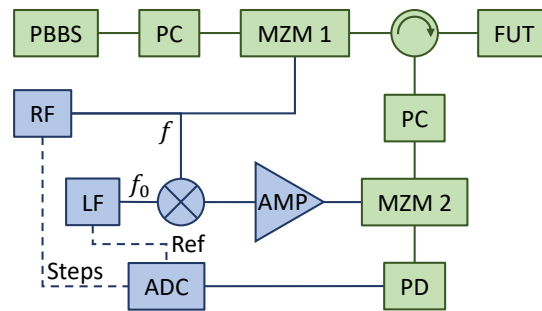 PBBS
PC
MZM 1
FUT
RF
f
PC
LF
f₀
AMP
MZM 2
Ref
Steps
ADC
PD